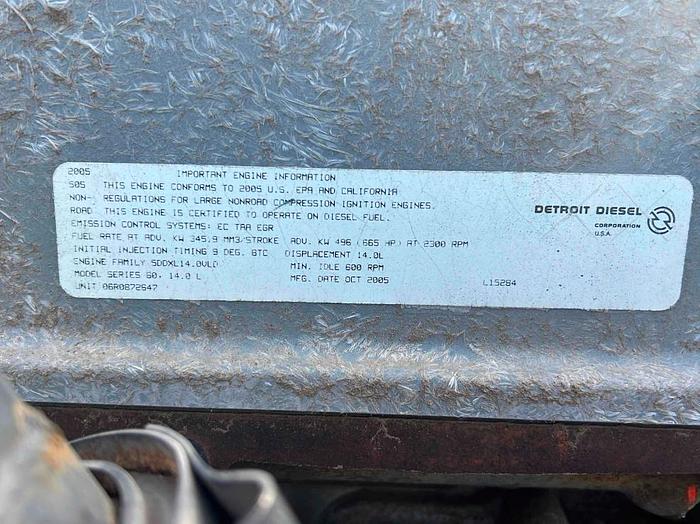 2005 IMPORTANT ENGINE INFORMATION
505 THIS ENGINE CONFORMS TO 2005 U.S. EPA AND CALIFORNIA
NON- REGULATIONS FOR LARGE NONROAD COMPRESSION IGNITION ENGINES.
ROAD THIS ENGINE IS CERTIFIED TO OPERATE ON DIESEL FUEL.
EMISSION CONTROL SYSTEMS: EC TAA EGR
FUEL RATE AT ADV. KW 345.9 MM3/STROKE ADV. KW 496 (665 HP) AT 2300 RPM
INITIAL INJECTION TIMING 9 DEG. BTC DISPLACEMENT 14.0L
ENGINE FAMILY 5DDXL14.0VLD MIN. IDLE 600 RPM
MODEL SERIES 60, 14.0 L MFG. DATE OCT 2005 L15284
UNIT 06R0872647
DETROIT DIESEL
CORPORATION
U.S.A.